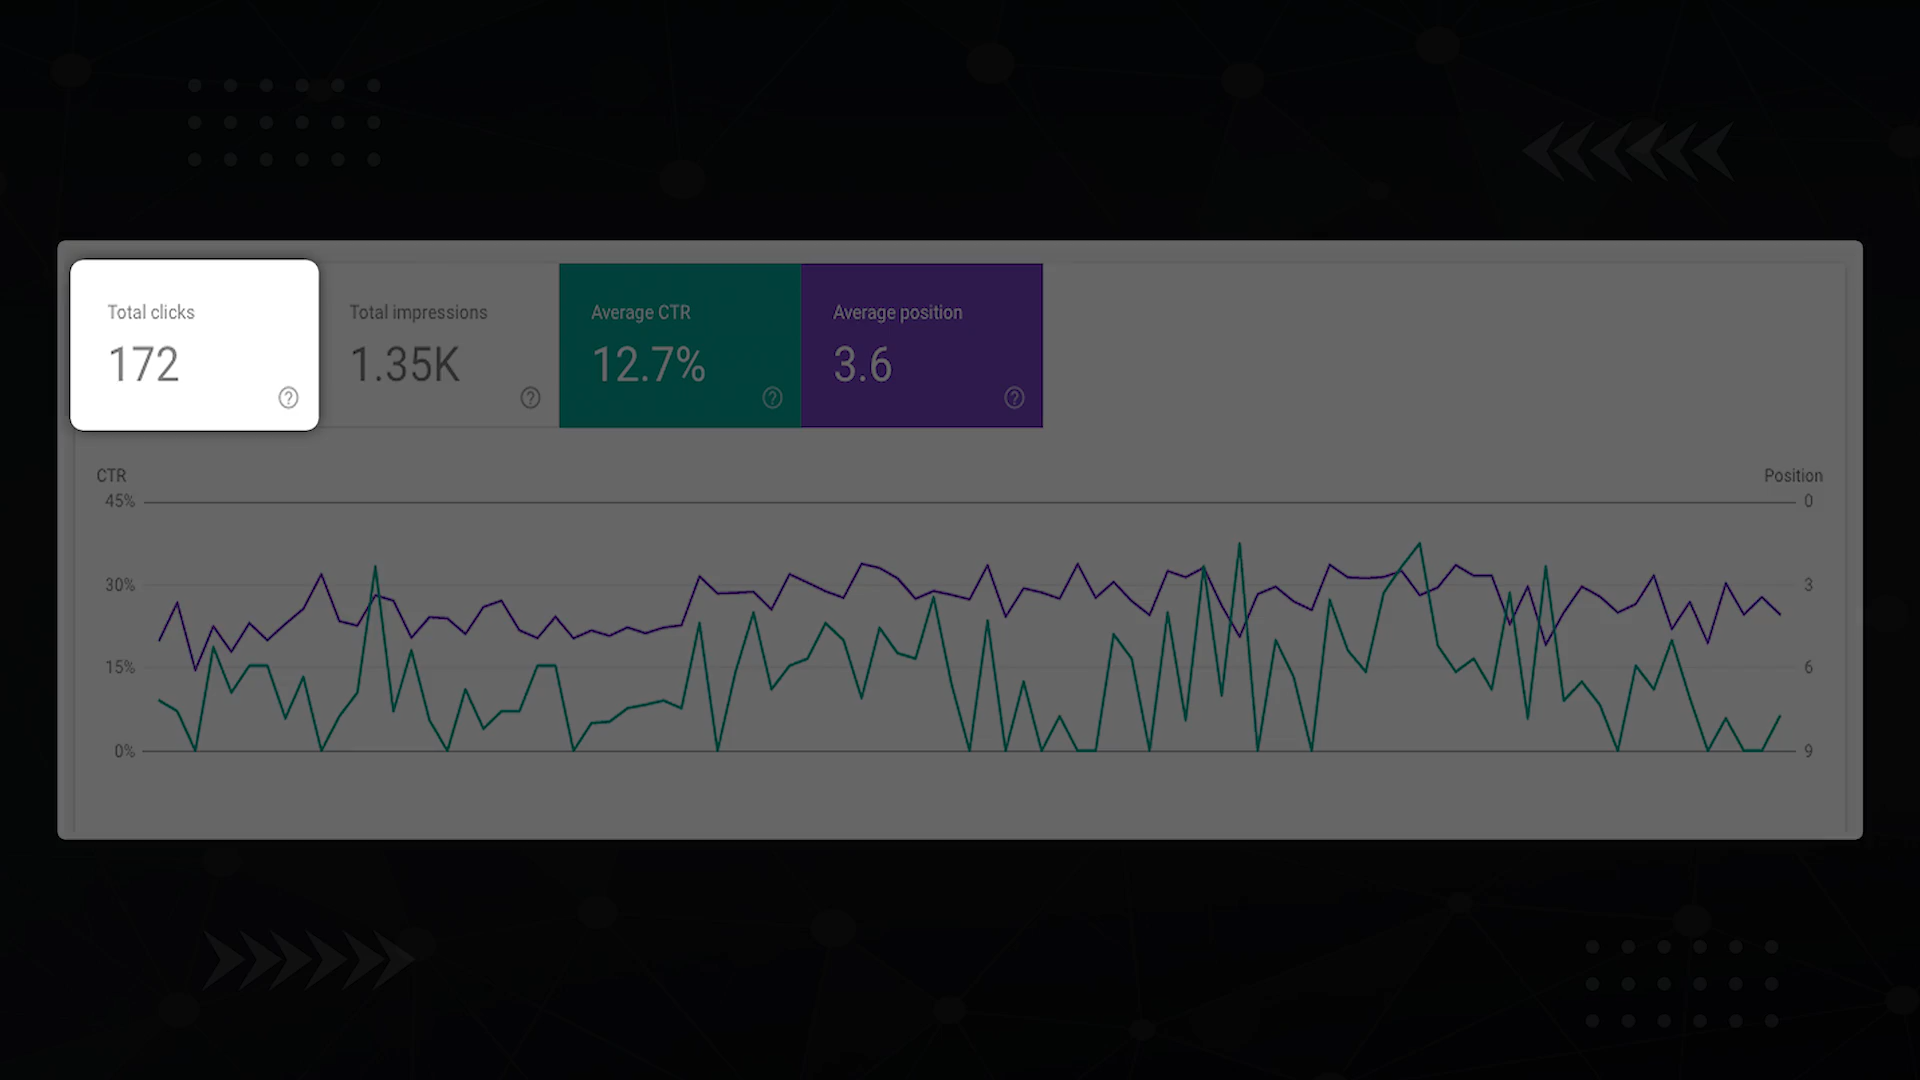 Total clicks
172
Total impressions
1.35K
Average CTR
12.7%
Average position
3.6
CTR
Position
45%
0
30%
3
15%
6
0%
9